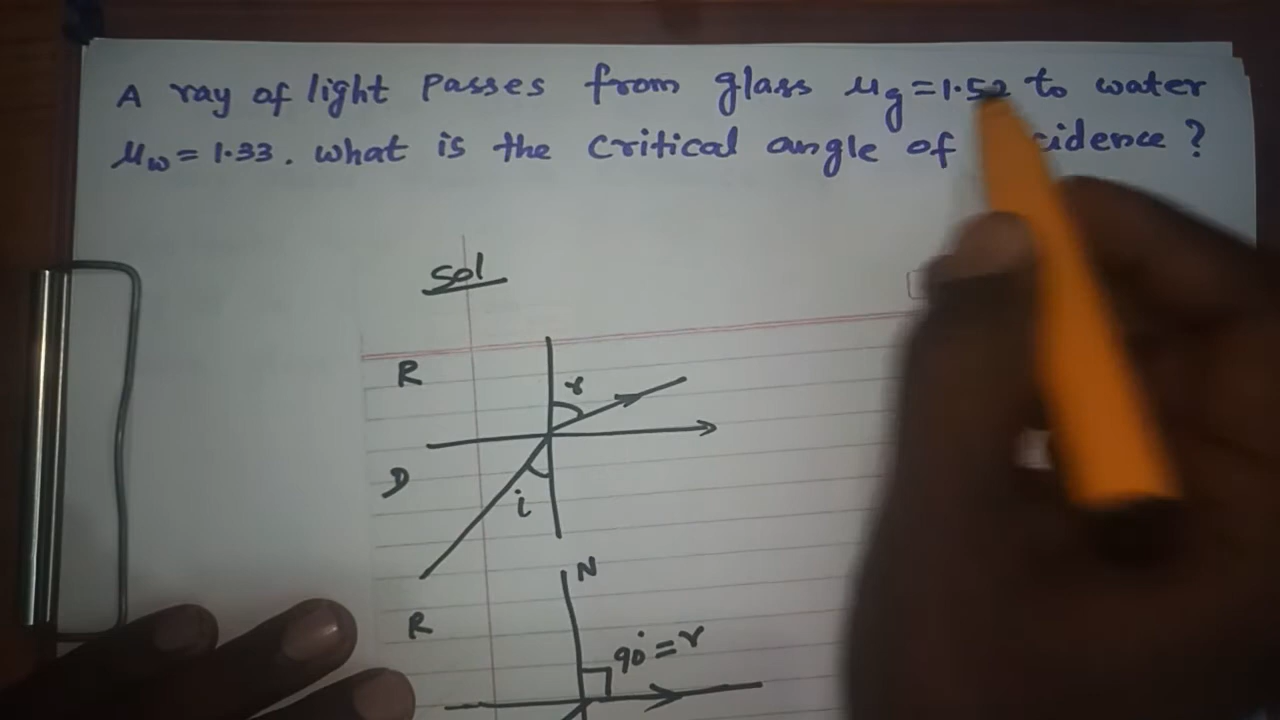 A ray of light passes from glass μg = 1.52 to water
μw = 1.33. what is the critical angle of ? 
Sol
R
r
D
i
N
R
90° = r